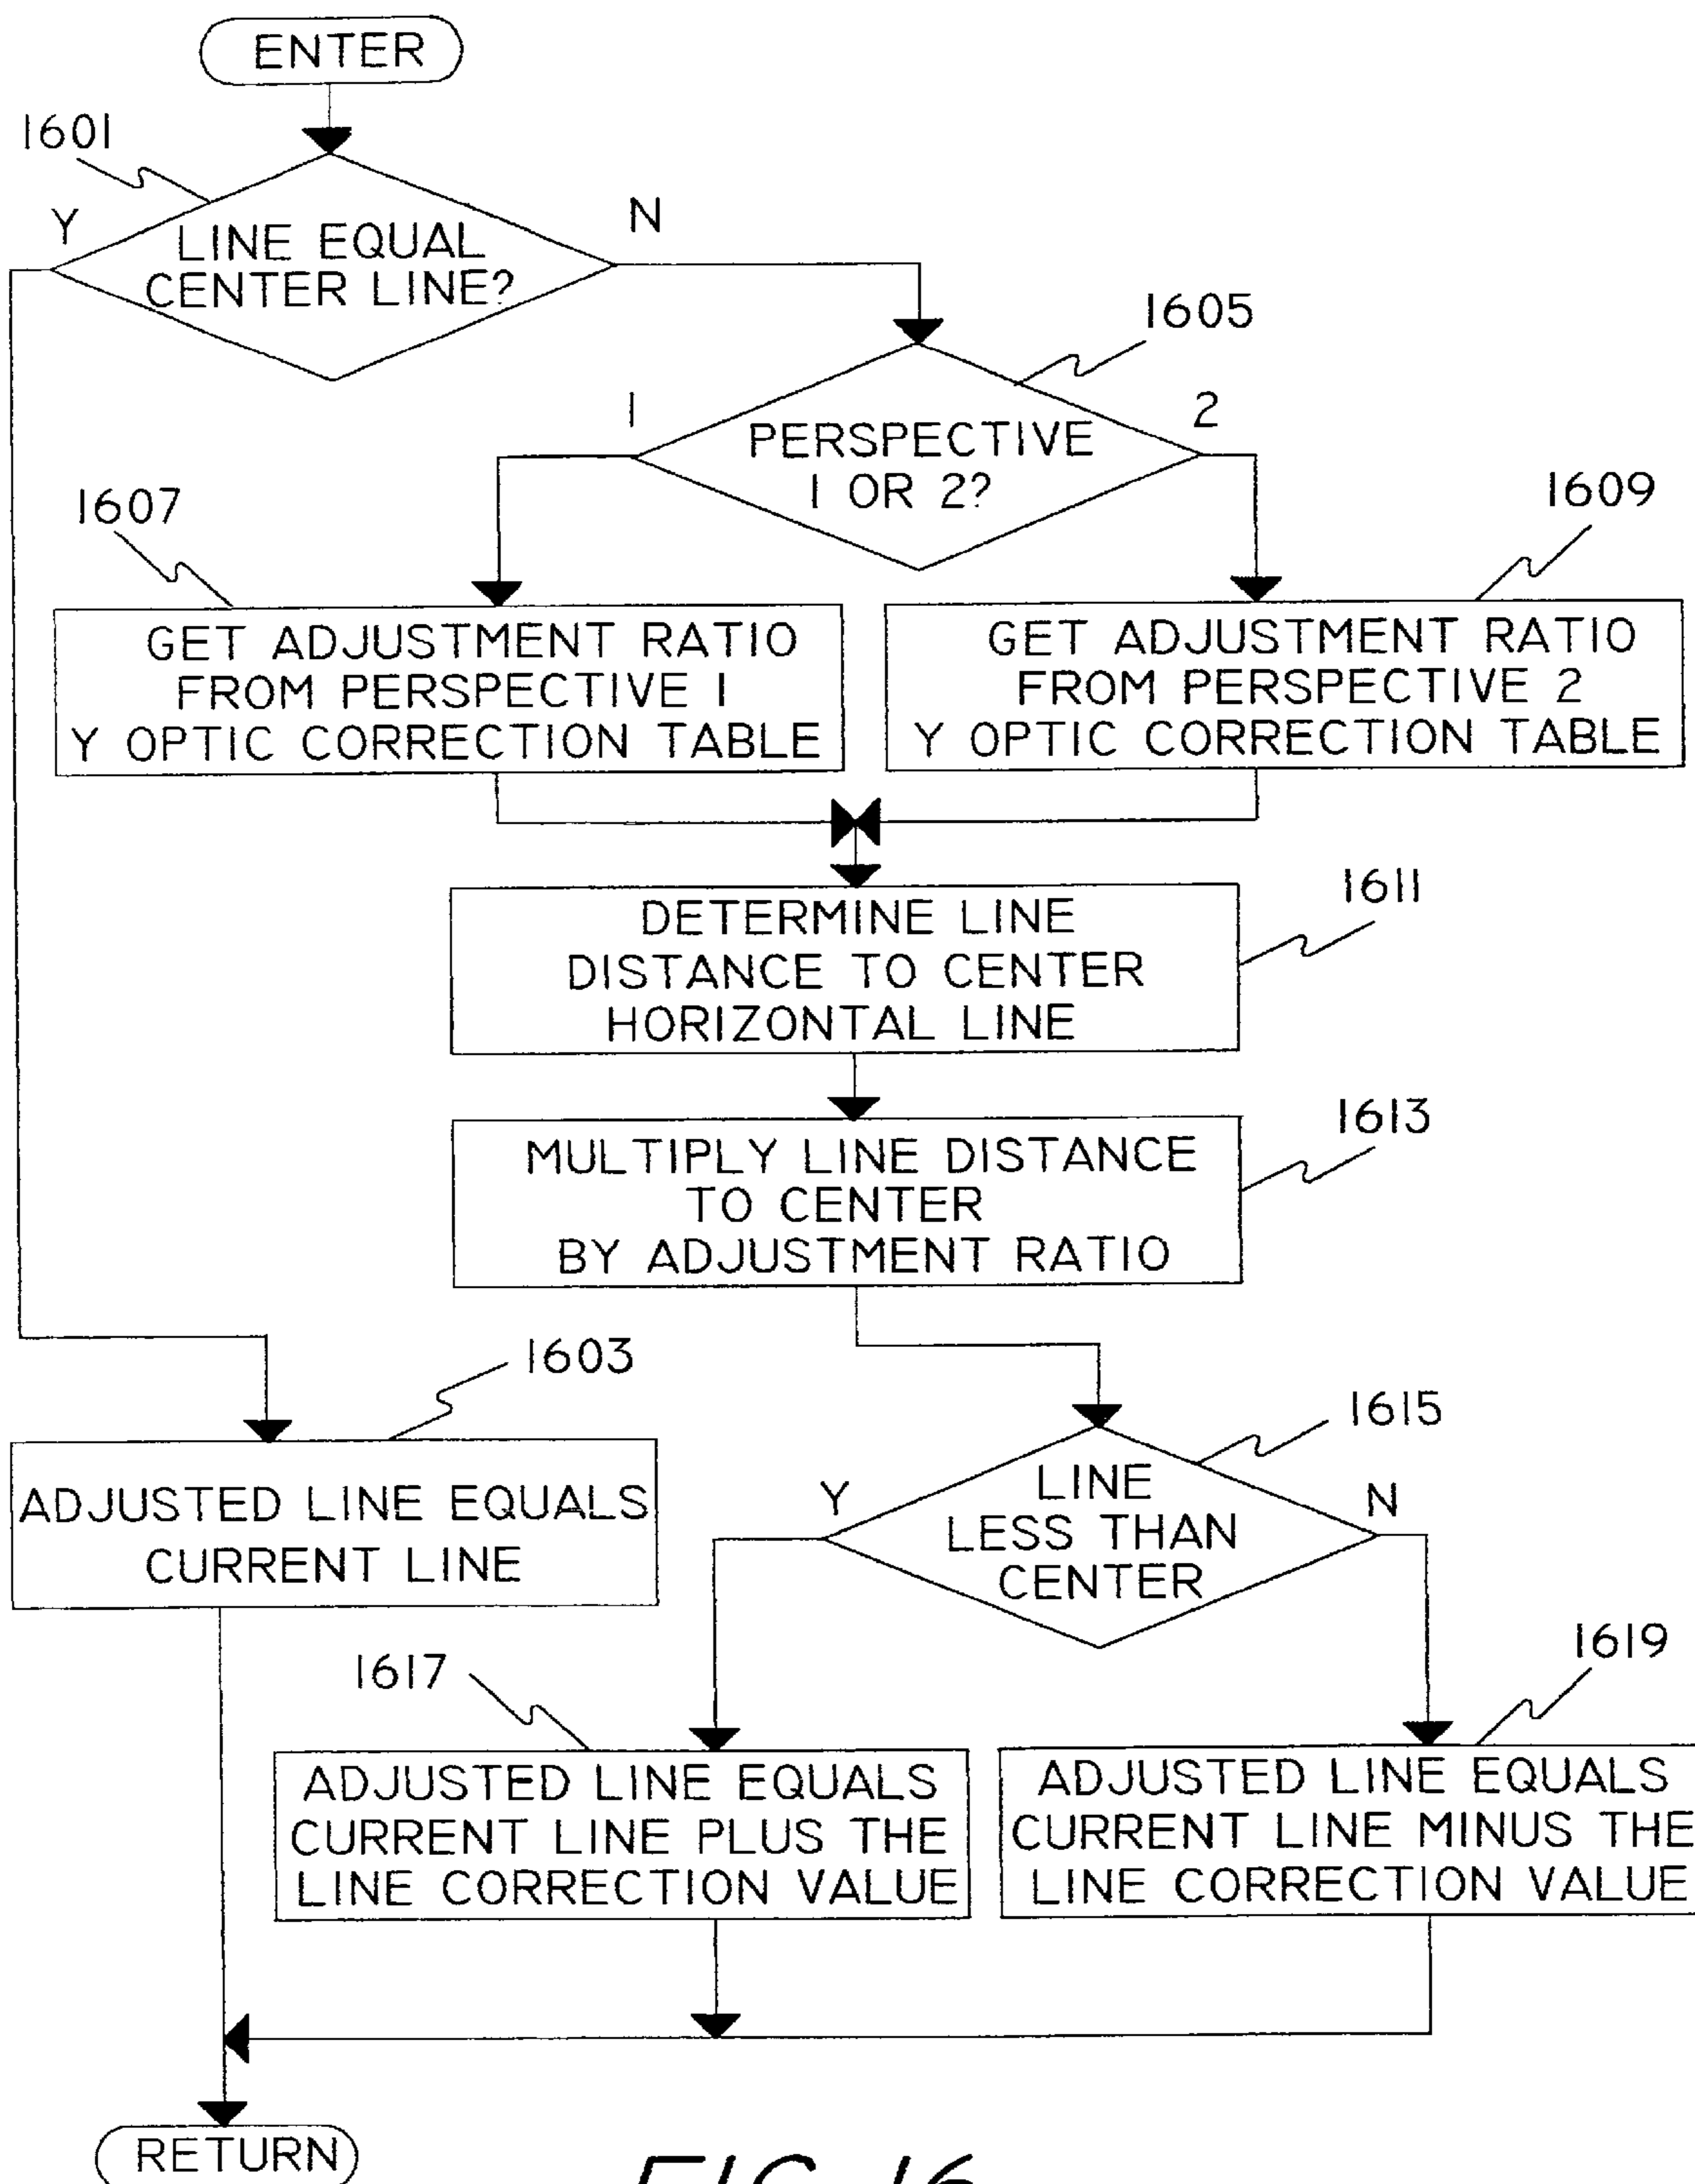 ENTER
1601
Y
N
LINE EQUAL
CENTER LINE?
1605
1
2
PERSPECTIVE
1 OR 2?
1607
1609
GET ADJUSTMENT RATIO
FROM PERSPECTIVE 1
Y OPTIC CORRECTION TABLE
GET ADJUSTMENT RATIO
FROM PERSPECTIVE 2
Y OPTIC CORRECTION TABLE
1611
DETERMINE LINE
DISTANCE TO CENTER
HORIZONTAL LINE
1613
MULTIPLY LINE DISTANCE
TO CENTER
BY ADJUSTMENT RATIO
1603
ADJUSTED LINE EQUALS
CURRENT LINE
1615
Y
N
LINE
LESS THAN
CENTER
1617
1619
ADJUSTED LINE EQUALS
CURRENT LINE PLUS THE
LINE CORRECTION VALUE
ADJUSTED LINE EQUALS
CURRENT LINE MINUS THE
LINE CORRECTION VALUE
RETURN
FIG. 16